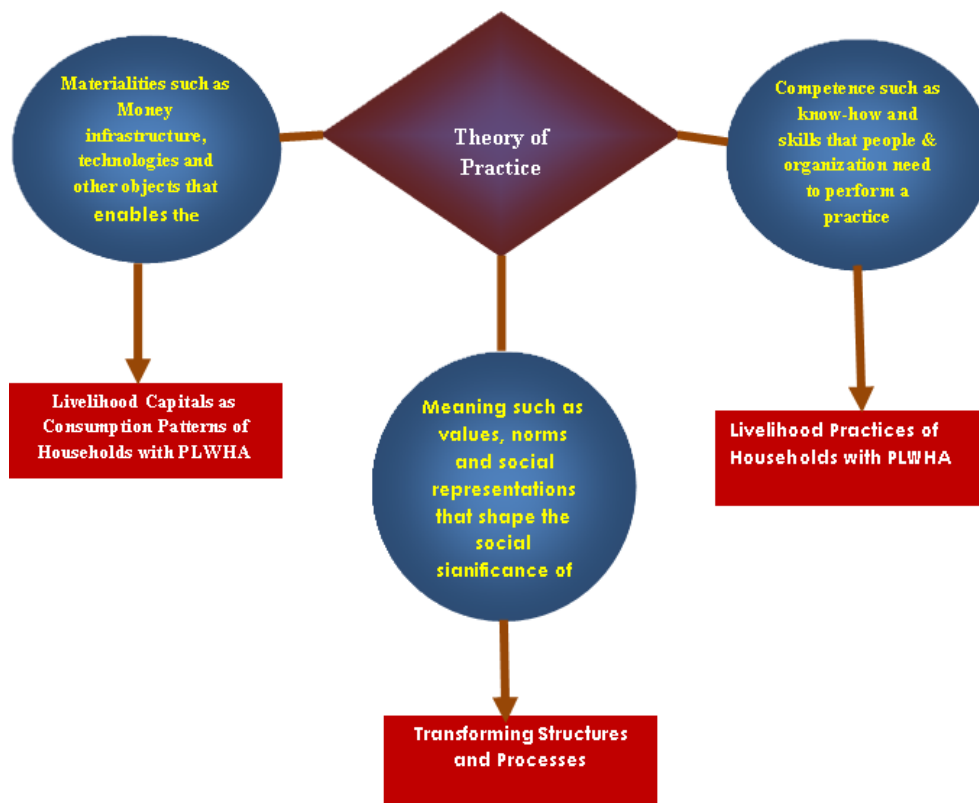 Materialities such as
Money
infrastructure,
technologies and
other objects that
enables the
Theory of
Practice
Competence such as
know-how and
skills that people &
organization need
to perform a
practice
Livelihood Capitals as
Consumption Patterns of
Households with PLWHA
Meaning such as
values, norms
and social
representations
that shape the
social
significance of
Livelihood Practices of
Households with PLWHA
Transforming Structures
and Processes